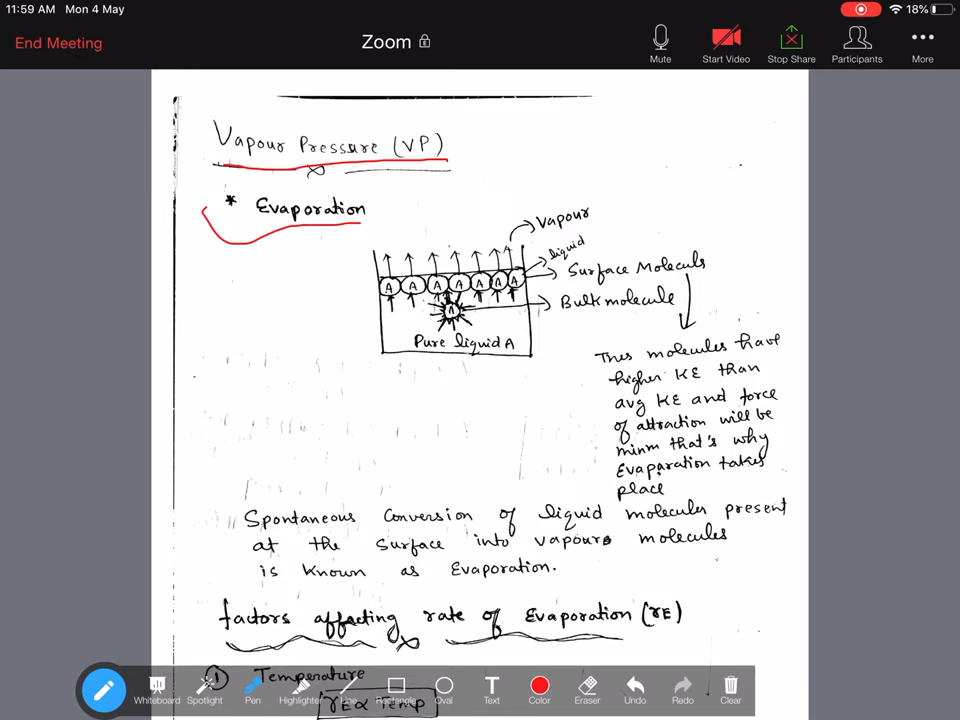 11:59 AM Mon 4 May
18%
End Meeting
Zoom
Mute
Start Video
Stop Share
Participants
More
Vapour Pressure (VP)
* Evaporation
Vapour
liquid
Surface Moleculs
Bulk molecule
A A A A A A A
A
Pure liquid A
Thes molecules have
higher KE than
avg KE and force
of attraction will be
minm that's why
Evaparation takes
place
Spontaneous Conversion of liquid molecules present
at the surface into vapours molecules
is known as Evaporation.
factors affecting rate of Evaporation (rE)
① Temperature
rE ∝ Temp
Whiteboard
Spotlight
Pen
Highlighter
Line
Rectangle
Oval
Text
Color
Eraser
Undo
Redo
Clear